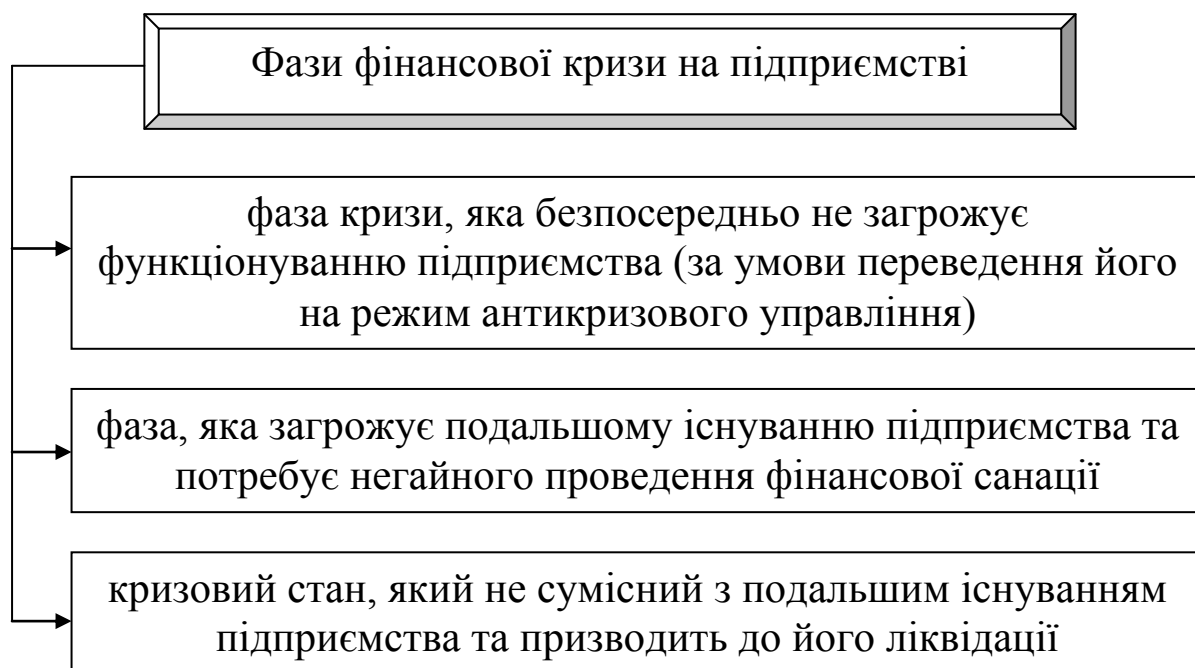 Фази фінансової кризи на підприємстві
фаза кризи, яка безпосередньо не загрожує
функціонуванню підприємства (за умови переведення його
на режим антикризового управління)
фаза, яка загрожує подальшому існуванню підприємства та
потребує негайного проведення фінансової санації
кризовий стан, який не сумісний з подальшим існуванням
підприємства та призводить до його ліквідації